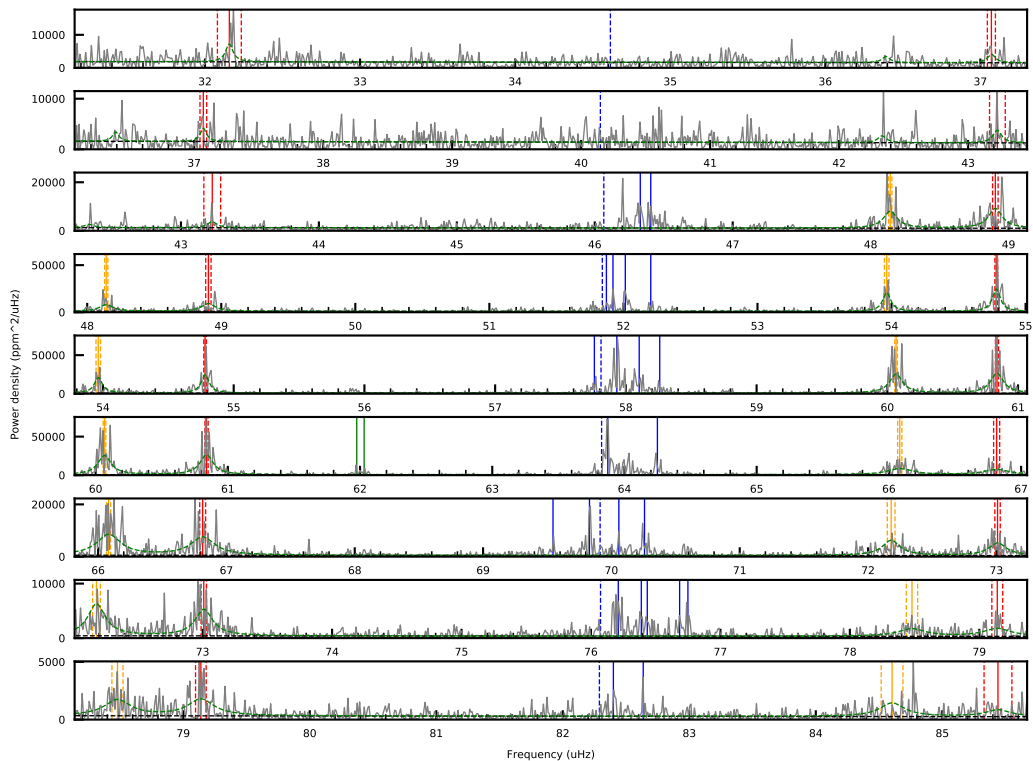 10000
0
32 33 34 35 36 37
10000
0
37 38 39 40 41 42 43
20000
0
43 44 45 46 47 48 49
50000
0
48 49 50 51 52 53 54 55
50000
0
54 55 56 57 58 59 60 61
50000
0
60 61 62 63 64 65 66 67
20000
0
66 67 68 69 70 71 72 73
10000
0
73 74 75 76 77 78 79
5000
0
79 80 81 82 83 84 85
Power density (ppm^2/uHz)
Frequency (uHz)